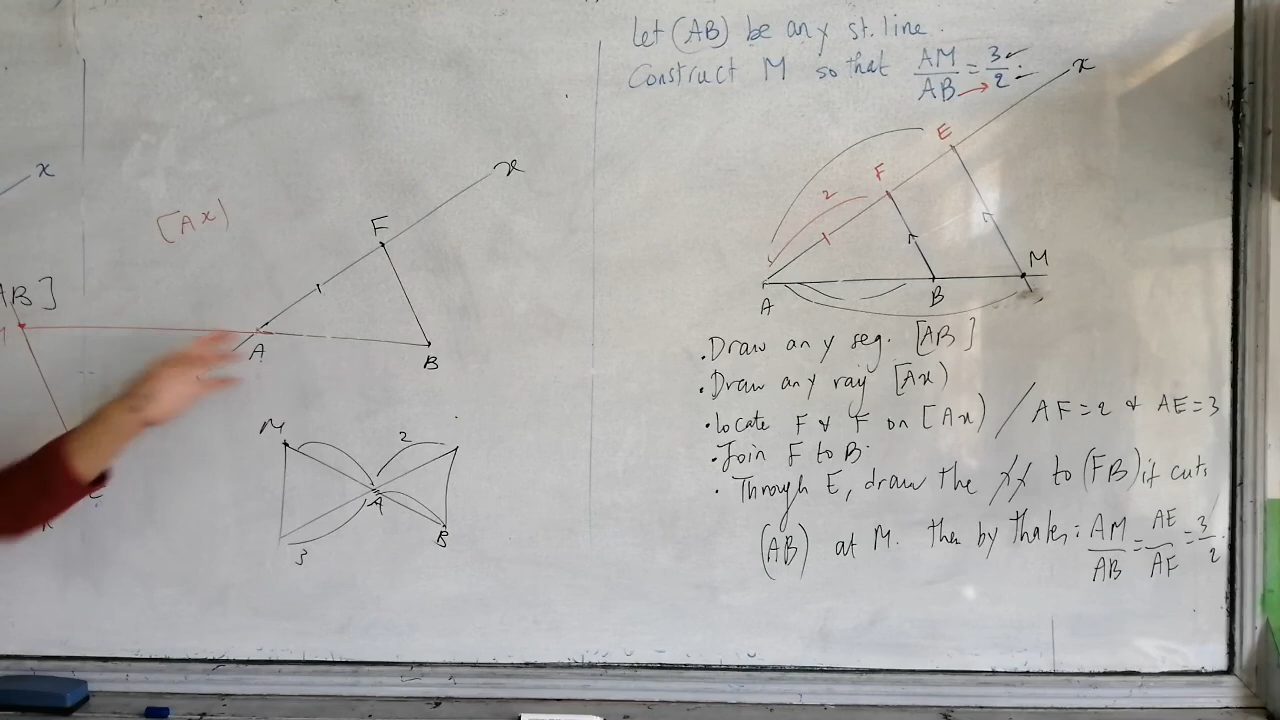 Let (AB) be any st. line.
Construct M so that AM/AB = 3/2
x
E
F
2
A
B
M
. Draw any seg. [AB]
. Draw any ray [Ax)
. locate F & F on [Ax) / AF = 2 & AE = 3
. Join F to B.
. Through E, draw the // to (FB) it cuts
(AB) at M. then by thales: AM/AB = AE/AF = 3/2.
x
[Ax)
x
F
AB]
A
B
M
2
A
B
3